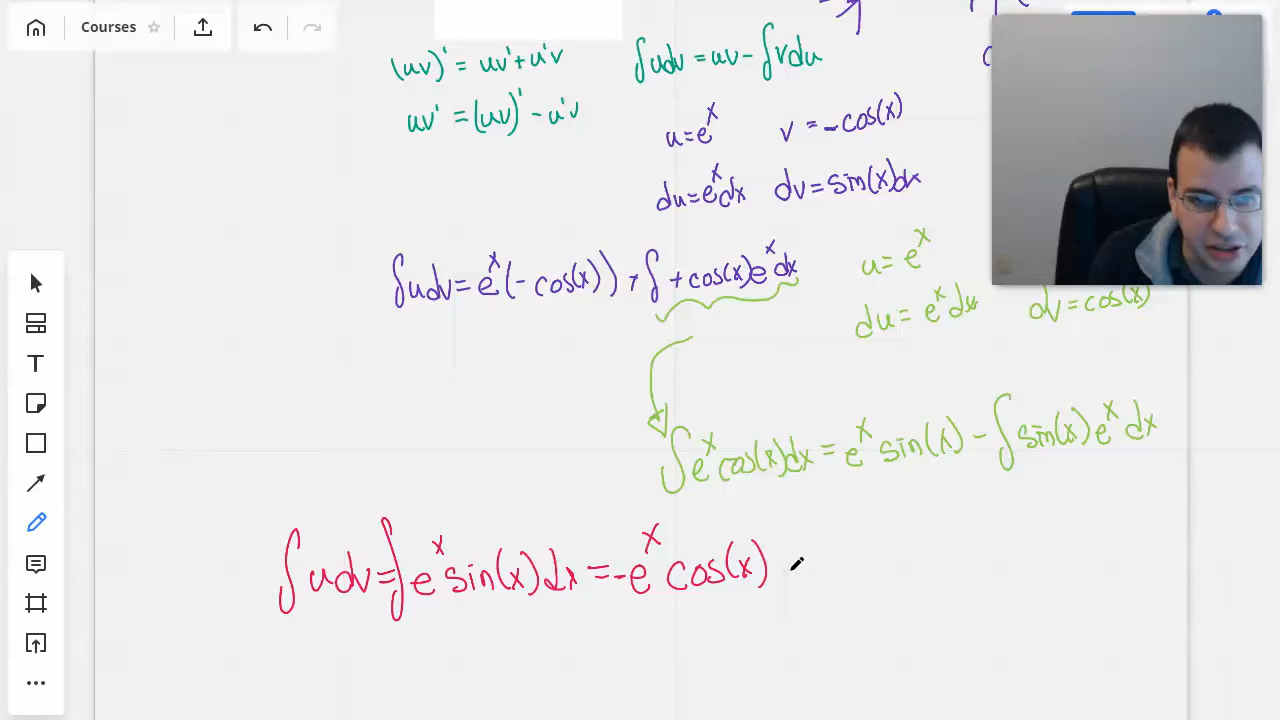 Courses
(uv)' = uv' + u'v
∫udv = uv - ∫vdu
uv' = (uv)' - u'v
u = e^x v = -cos(x)
du = e^x dx dv = sin(x)dx
∫udv = e^x(-cos(x)) + ∫ + cos(x)e^x dx
u = e^x
du = e^x dx dv = cos(x)
∫e^x cos(x)dx = e^x sin(x) - ∫sin(x)e^x dx
∫udv = ∫e^x sin(x)dx = -e^x cos(x)
T